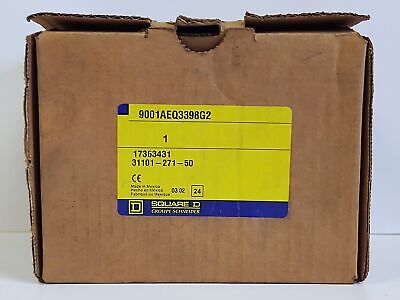 9001AEQ3398G2
1
17353431
31101-271-50
CE
Made in Mexico
Hecho en México
Fabriqué au Mexique
03 02
24
D
SQUARE D
GROUPE SCHNEIDER